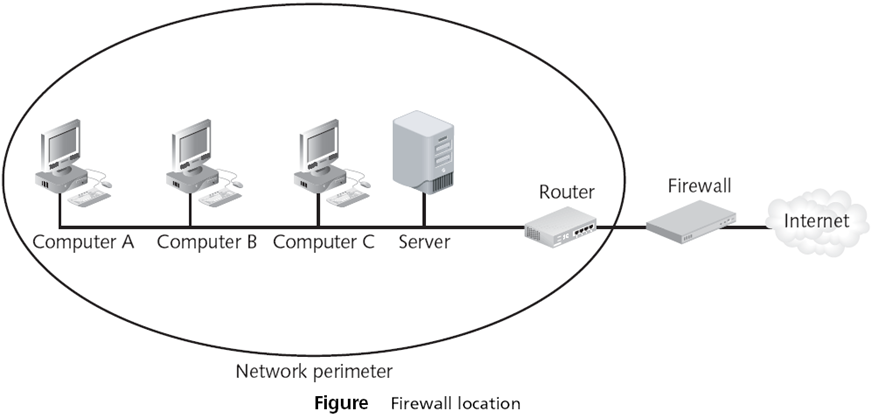 Router
Firewall
Internet
Computer A
Computer B
Computer C
Server
Network perimeter
Figure Firewall location